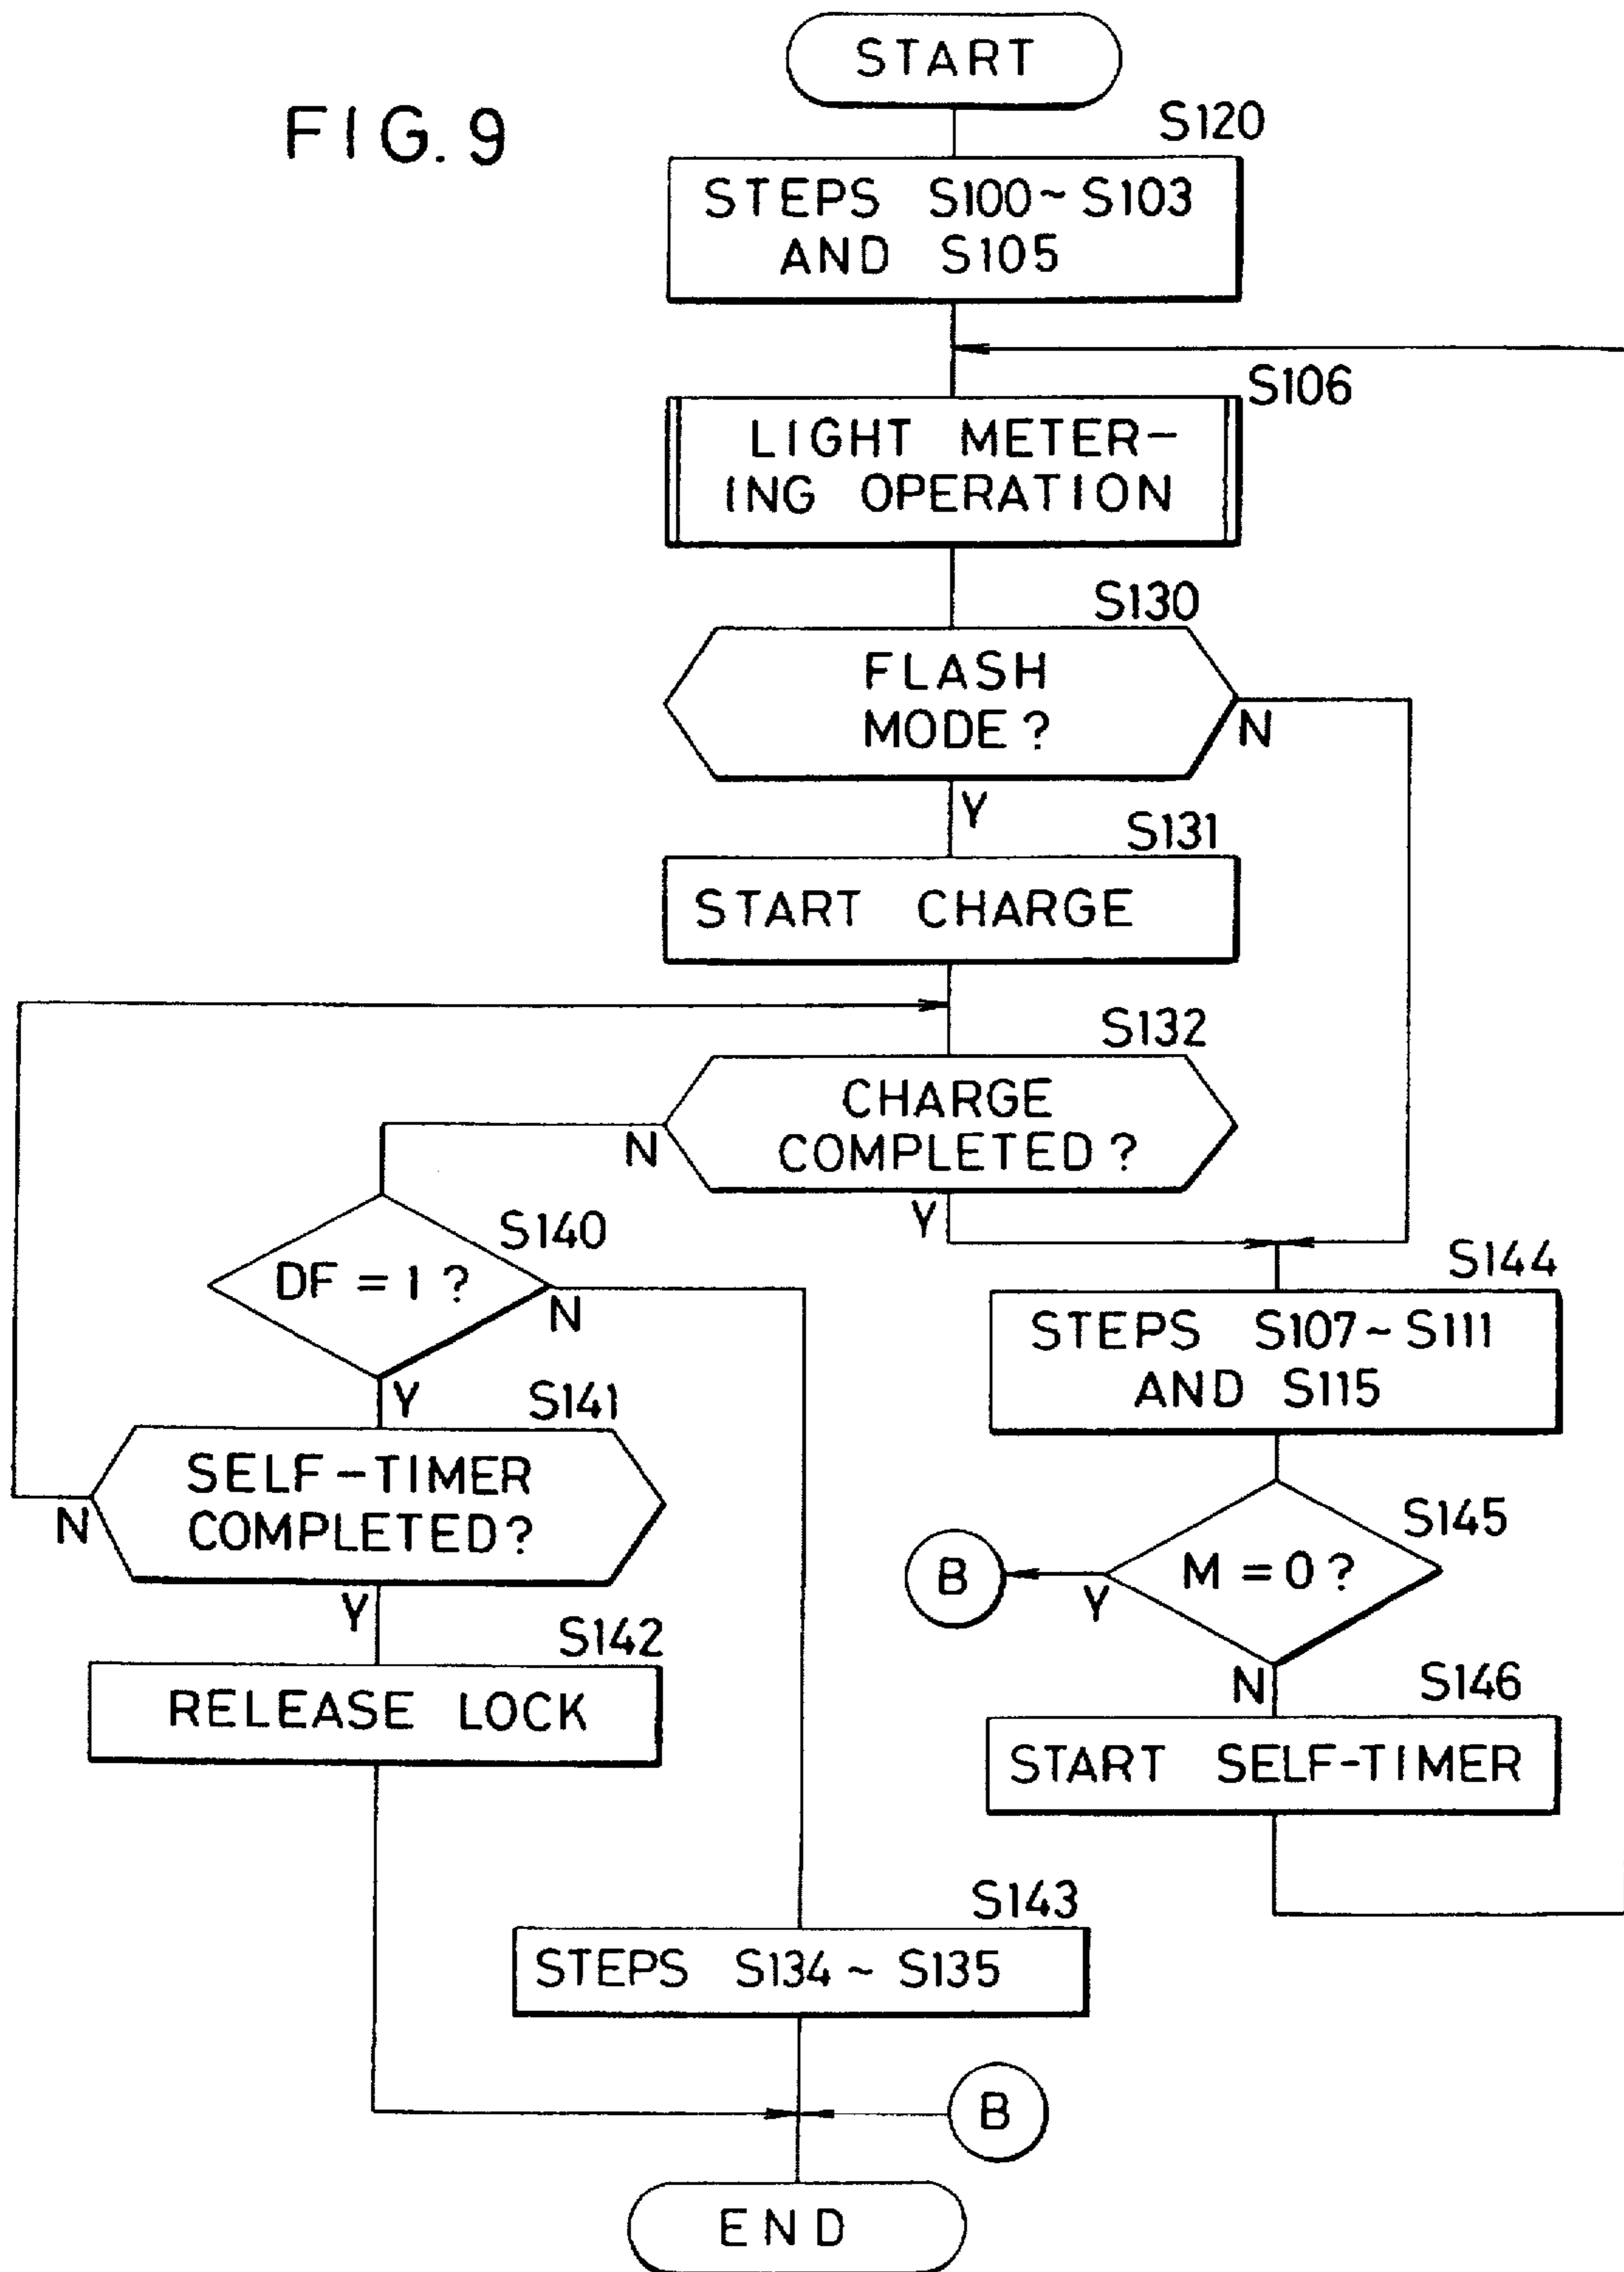 FIG. 9
START
S120
STEPS S100~S103
AND S105
S106
LIGHT METER-
ING OPERATION
S130
FLASH
MODE?
N
Y
S131
START CHARGE
S132
CHARGE
COMPLETED?
N
Y
S140
DF = 1 ?
N
Y
S141
SELF-TIMER
COMPLETED?
N
Y
S142
RELEASE LOCK
S144
STEPS S107~S111
AND S115
S145
M = 0 ?
Y
B
N
S146
START SELF-TIMER
S143
STEPS S134~S135
B
END